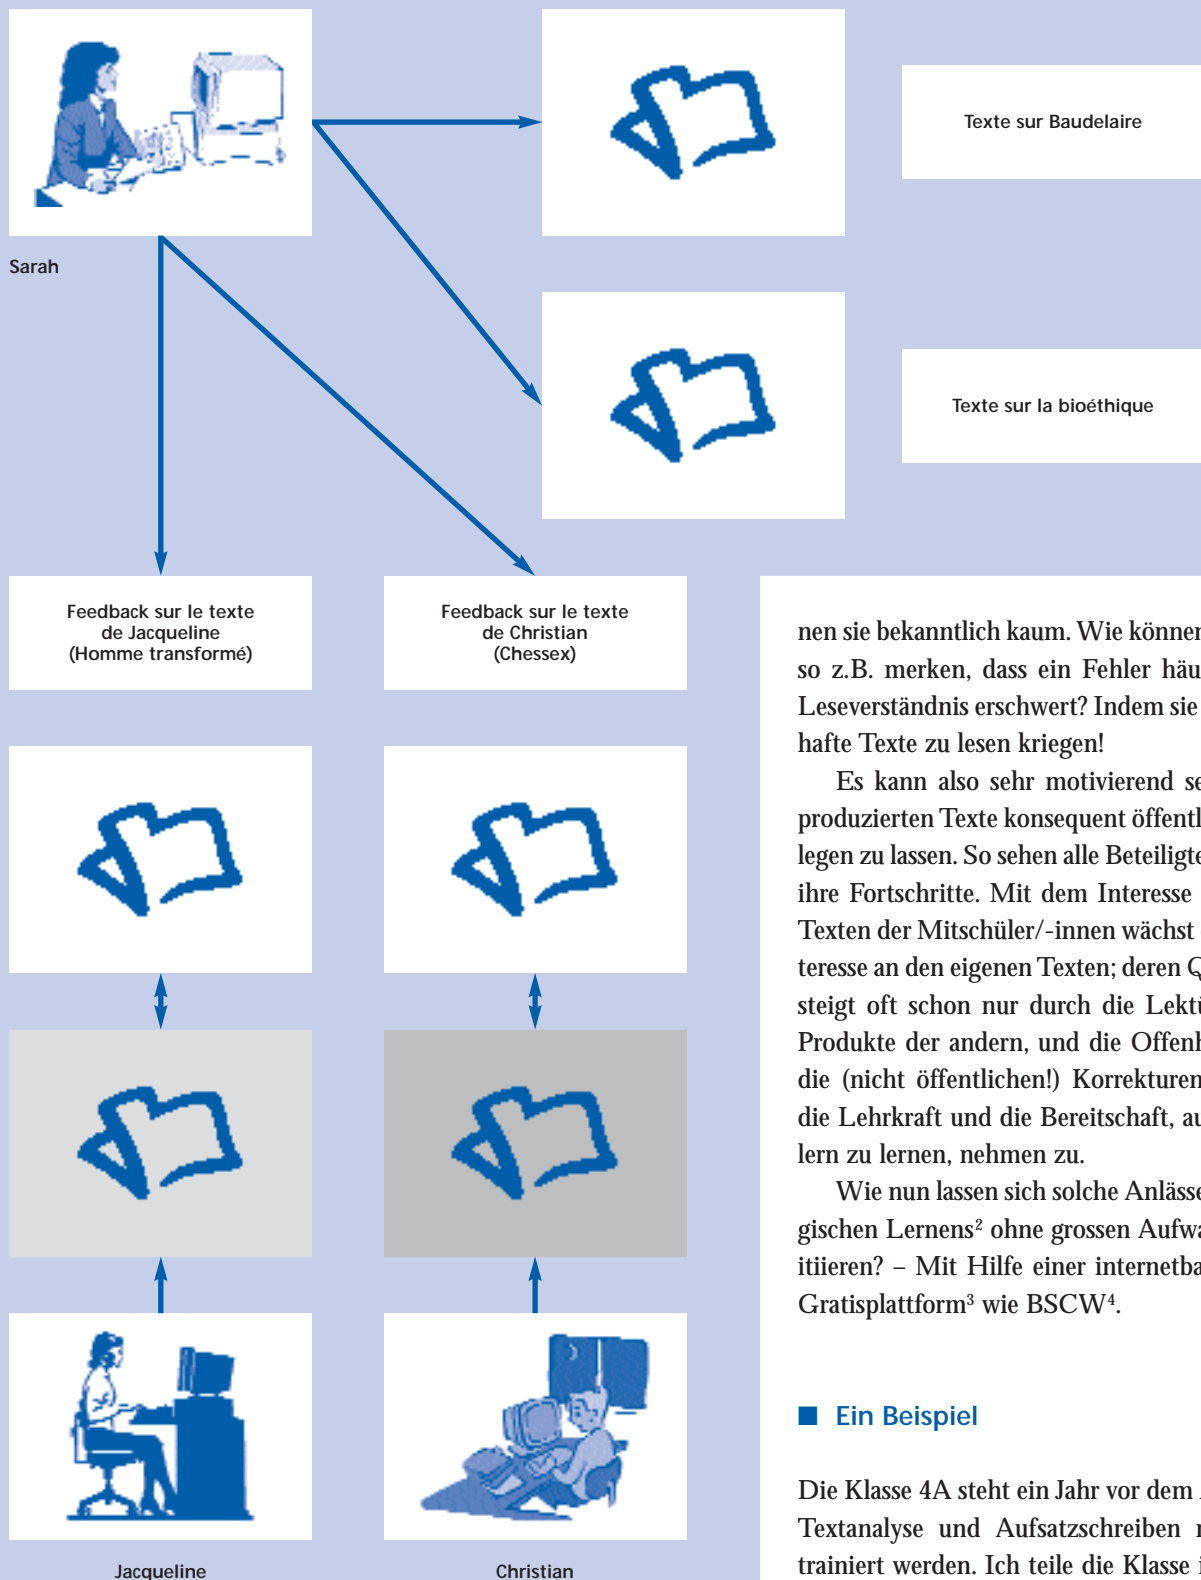 Texte sur Baudelaire
Sarah
Texte sur la bioéthique
Feedback sur le texte
de Jacqueline
(Homme transformé)
Feedback sur le texte
de Christian
(Chessex)
nen sie bekanntlich kaum. Wie können
so z.B. merken, dass ein Fehler häu
Leseverständnis erschwert? Indem sie
hafte Texte zu lesen kriegen!
Es kann also sehr motivierend se
produzierten Texte konsequent öffentl
legen zu lassen. So sehen alle Beteiligte
ihre Fortschritte. Mit dem Interesse
Texten der Mitschüler/-innen wächst
teresse an den eigenen Texten; deren Q
steigt oft schon nur durch die Lektü
Produkte der andern, und die Offenh
die (nicht öffentlichen!) Korrekturen
die Lehrkraft und die Bereitschaft, au
lern zu lernen, nehmen zu.
Wie nun lassen sich solche Anlässe
gischen Lernens² ohne grossen Aufwa
itiieren? – Mit Hilfe einer internetba
Gratisplattform³ wie BSCW⁴.
■ Ein Beispiel
Die Klasse 4A steht ein Jahr vor dem
Textanalyse und Aufsatzschreiben
trainiert werden. Ich teile die Klasse
Jacqueline
Christian